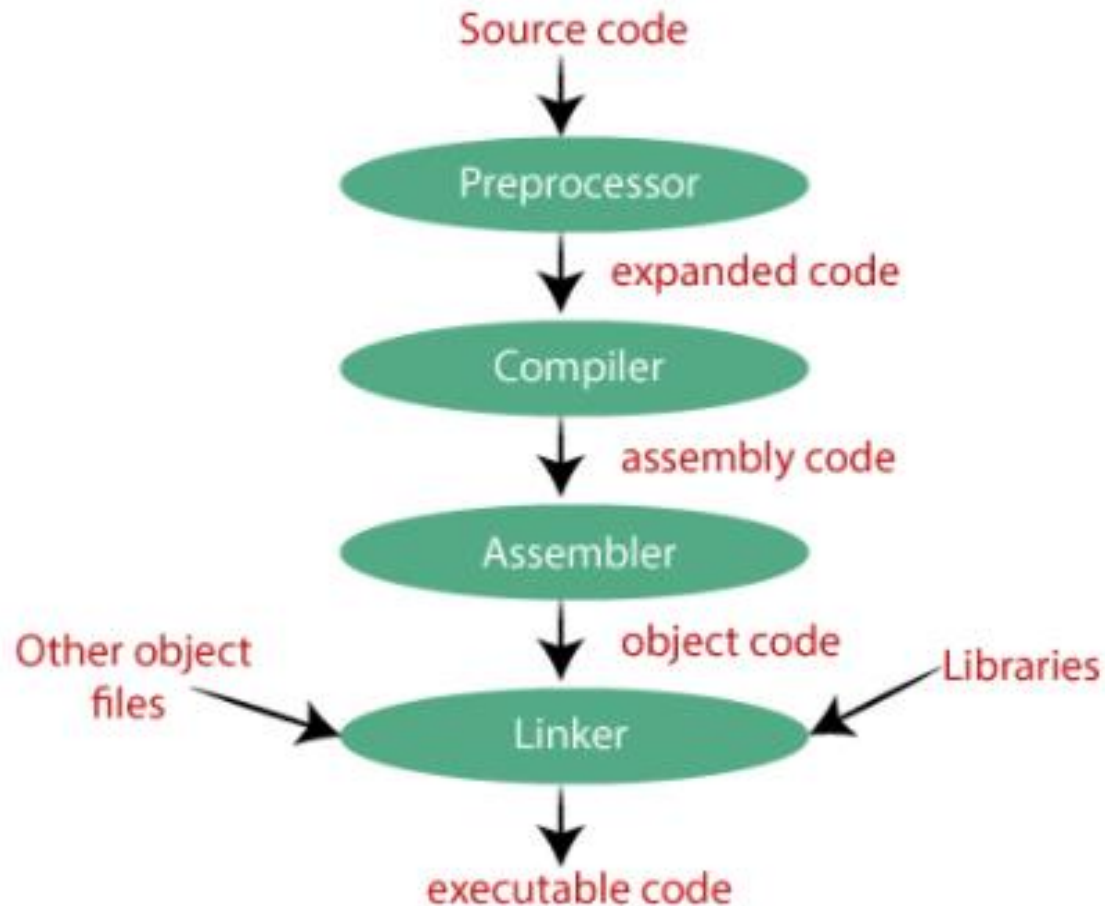 Source code
Preprocessor
expanded code
Compiler
assembly code
Assembler
object code
Other object
files
Libraries
Linker
executable code